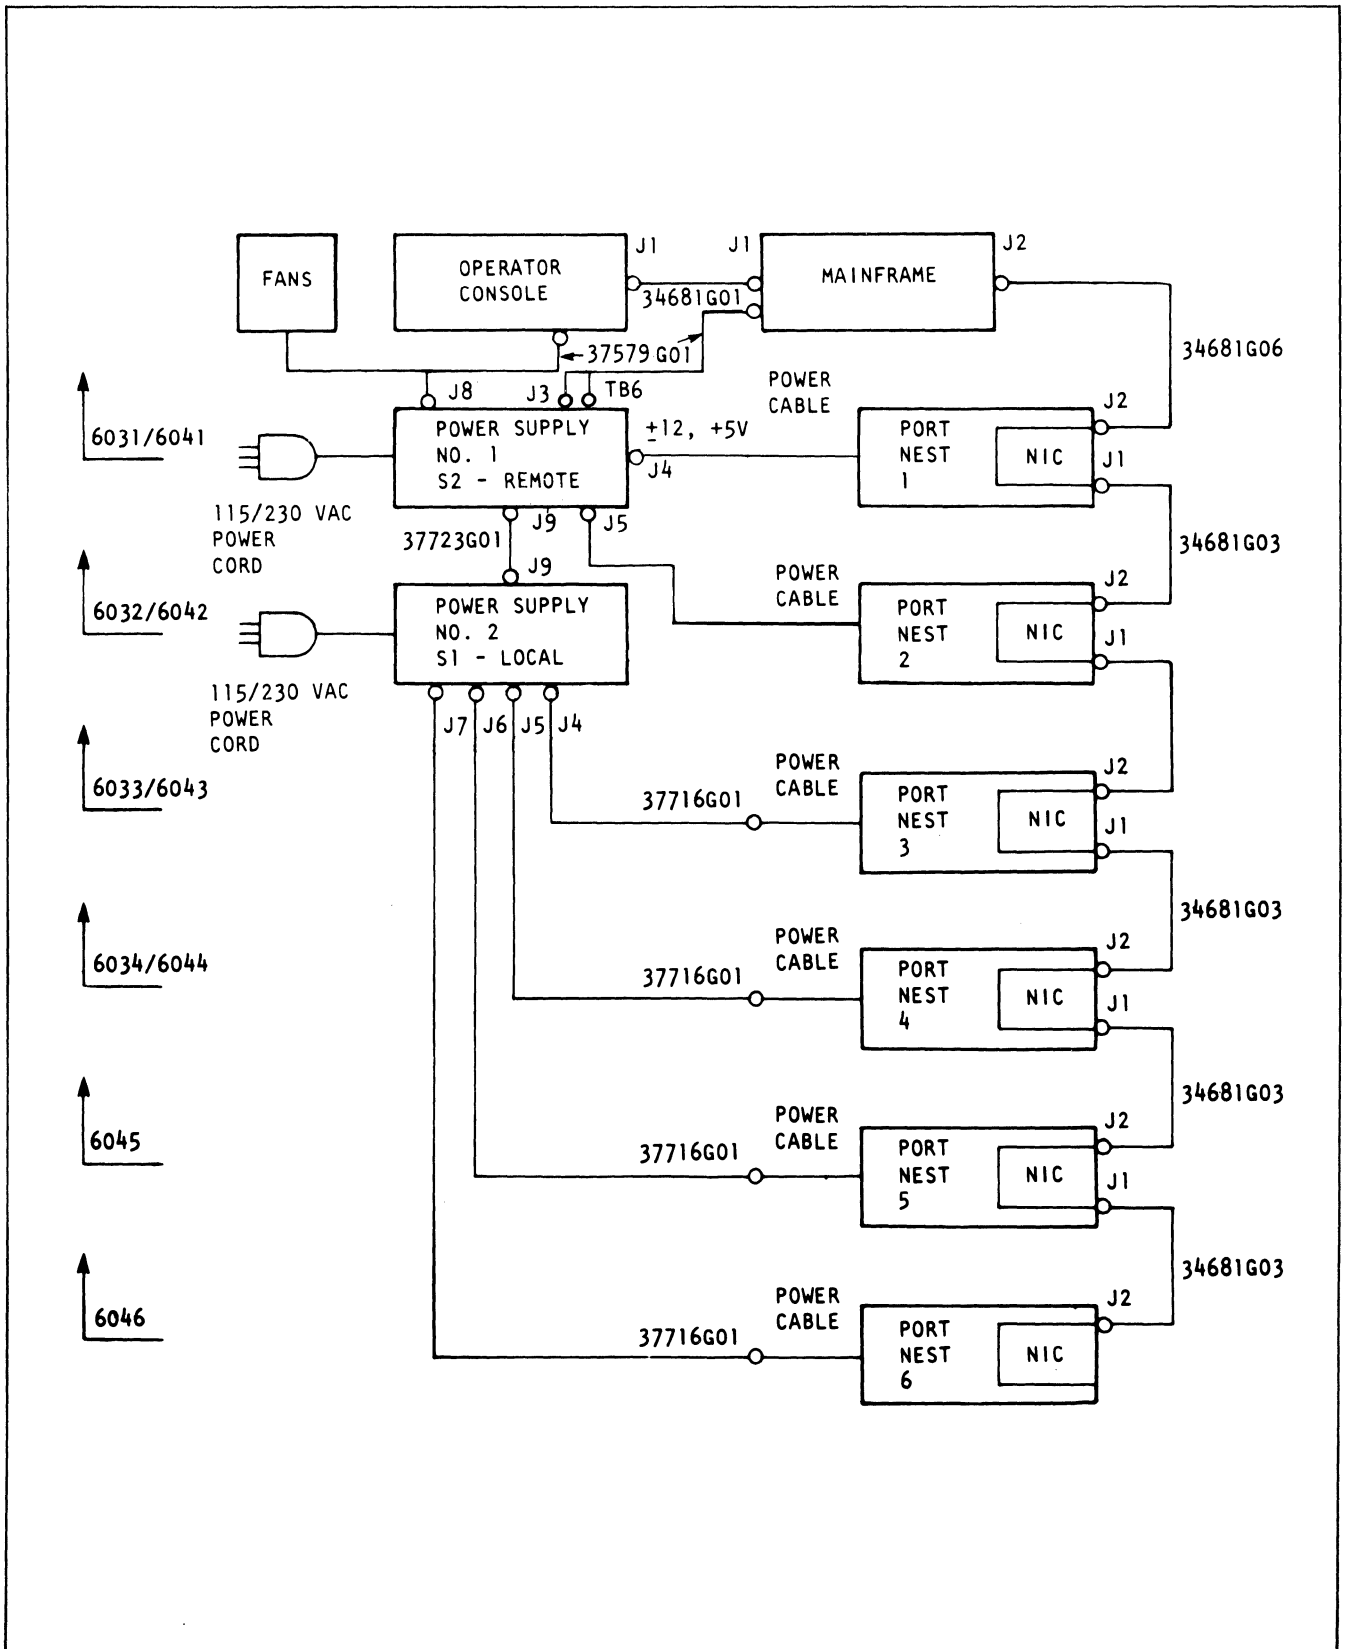 FANS
OPERATOR
CONSOLE
J1
J1
MAINFRAME
J2
34681G01
37579 G01
34681G06
J8
J3
TB6
POWER
CABLE
6031/6041
POWER SUPPLY
NO. 1
S2 - REMOTE
±12, +5V
J4
PORT
NEST
1
NIC
J2
J1
115/230 VAC
POWER
CORD
37723G01
J9
J5
J9
34681G03
6032/6042
POWER SUPPLY
NO. 2
S1 - LOCAL
POWER
CABLE
PORT
NEST
2
NIC
J2
J1
115/230 VAC
POWER
CORD
J7
J6
J5
J4
6033/6043
37716G01
POWER
CABLE
PORT
NEST
3
NIC
J2
J1
34681G03
6034/6044
37716G01
POWER
CABLE
PORT
NEST
4
NIC
J2
J1
34681G03
6045
37716G01
POWER
CABLE
PORT
NEST
5
NIC
J2
J1
34681G03
6046
37716G01
POWER
CABLE
PORT
NEST
6
NIC
J2